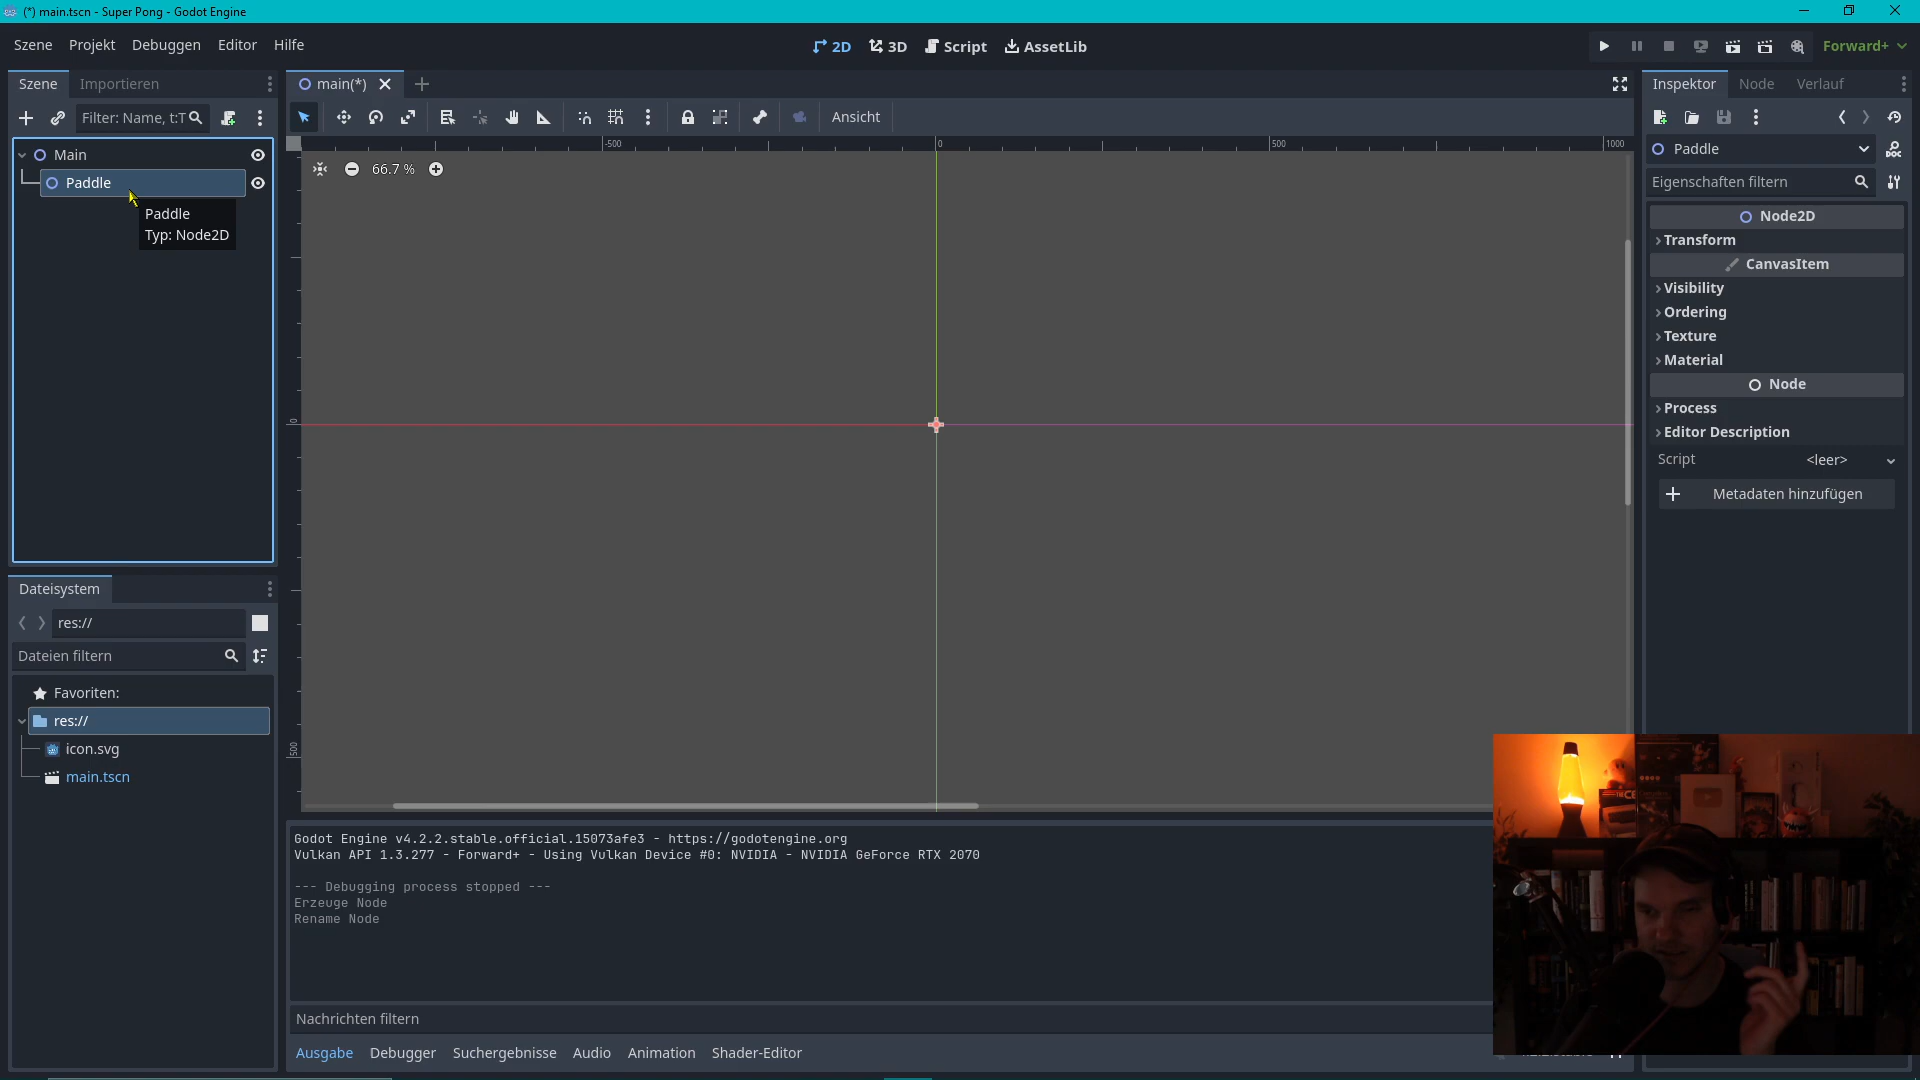 (*) main.tscn - Super Pong - Godot Engine
Szene Projekt Debuggen Editor Hilfe
2D 3D Script AssetLib
Forward+
Szene Importieren
main(*)
Inspektor Node Verlauf
Filter: Name, t:T
Ansicht
Main
Paddle
Paddle
Typ: Node2D
-500 0 500 1000
66.7 %
0
500
Paddle
Eigenschaften filtern
Node2D
Transform
CanvasItem
Visibility
Ordering
Texture
Material
Node
Process
Editor Description
Script <leer>
Metadaten hinzufügen
Dateisystem
res://
Dateien filtern
Favoriten:
res://
icon.svg
main.tscn
Godot Engine v4.2.2.stable.official.15073afe3 - https://godotengine.org
Vulkan API 1.3.277 - Forward+ - Using Vulkan Device #0: NVIDIA - NVIDIA GeForce RTX 2070
--- Debugging process stopped ---
Erzeuge Node
Rename Node
Nachrichten filtern
Ausgabe Debugger Suchergebnisse Audio Animation Shader-Editor